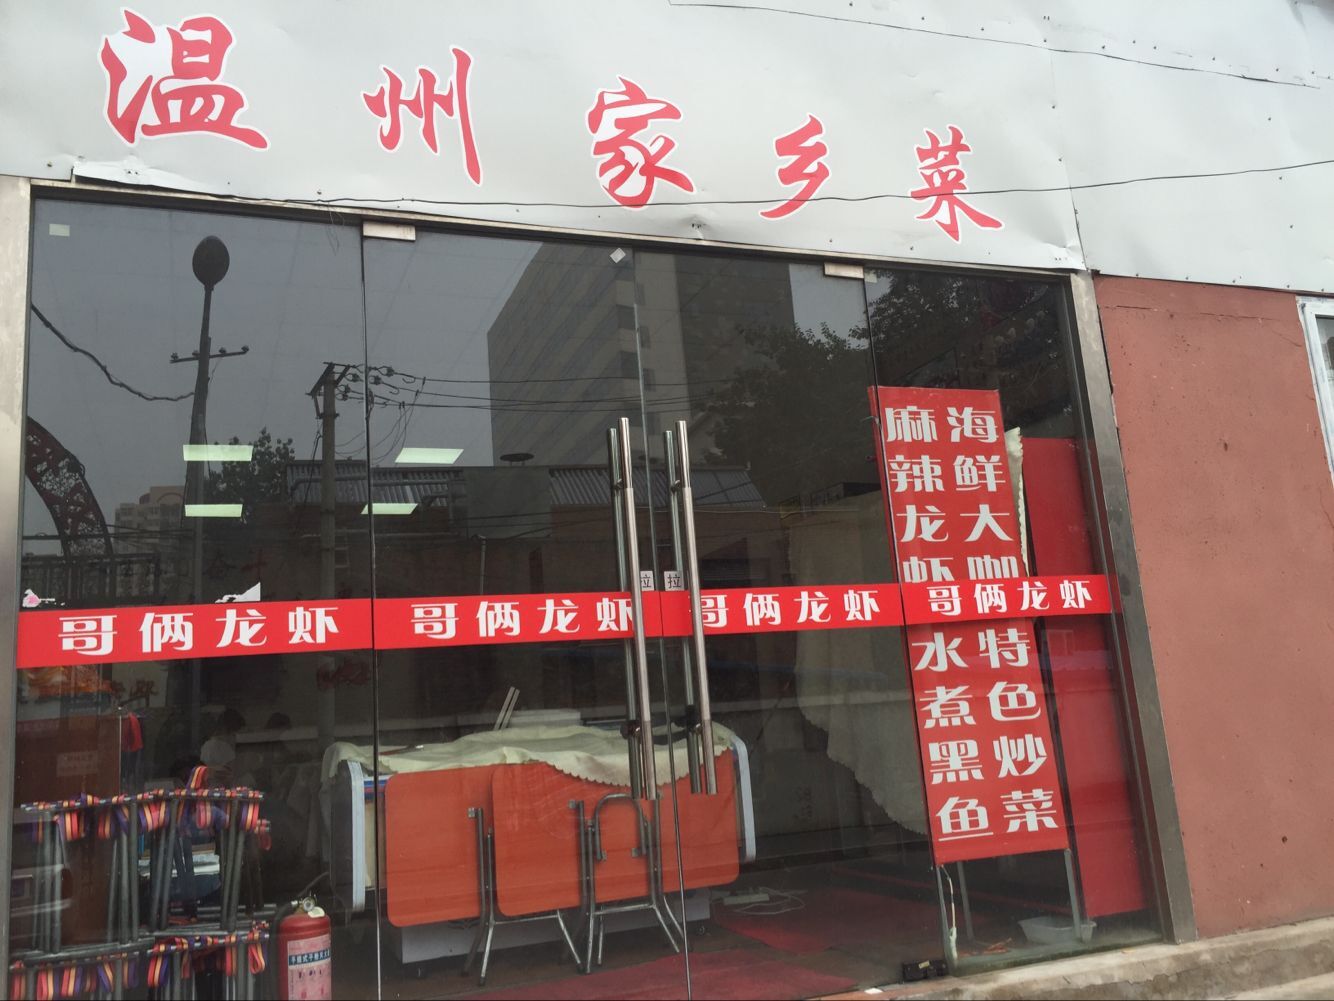 温州家乡菜
海鲜大咖
麻辣龙虾
拉
拉
哥俩龙虾
哥俩龙虾
哥俩龙虾
哥俩龙虾
特色炒菜
水煮黑鱼